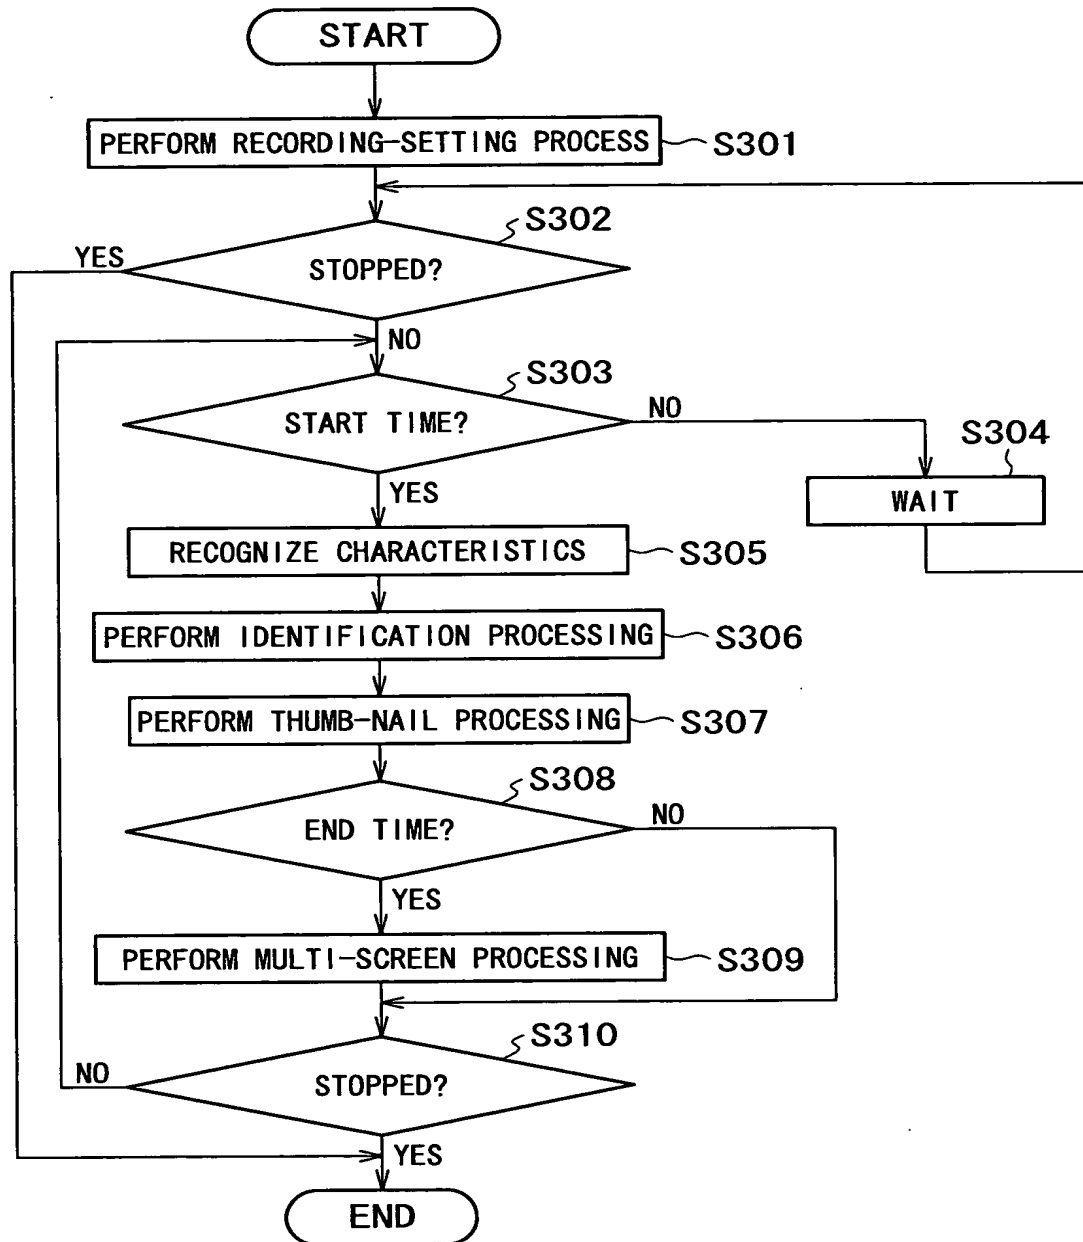 START
PERFORM RECORDING-SETTING PROCESS
S301
S302
YES
STOPPED?
NO
S303
START TIME?
NO
S304
WAIT
YES
RECOGNIZE CHARACTERISTICS
S305
PERFORM IDENTIFICATION PROCESSING
S306
PERFORM THUMB-NAIL PROCESSING
S307
S308
END TIME?
NO
YES
PERFORM MULTI-SCREEN PROCESSING
S309
S310
NO
STOPPED?
YES
END